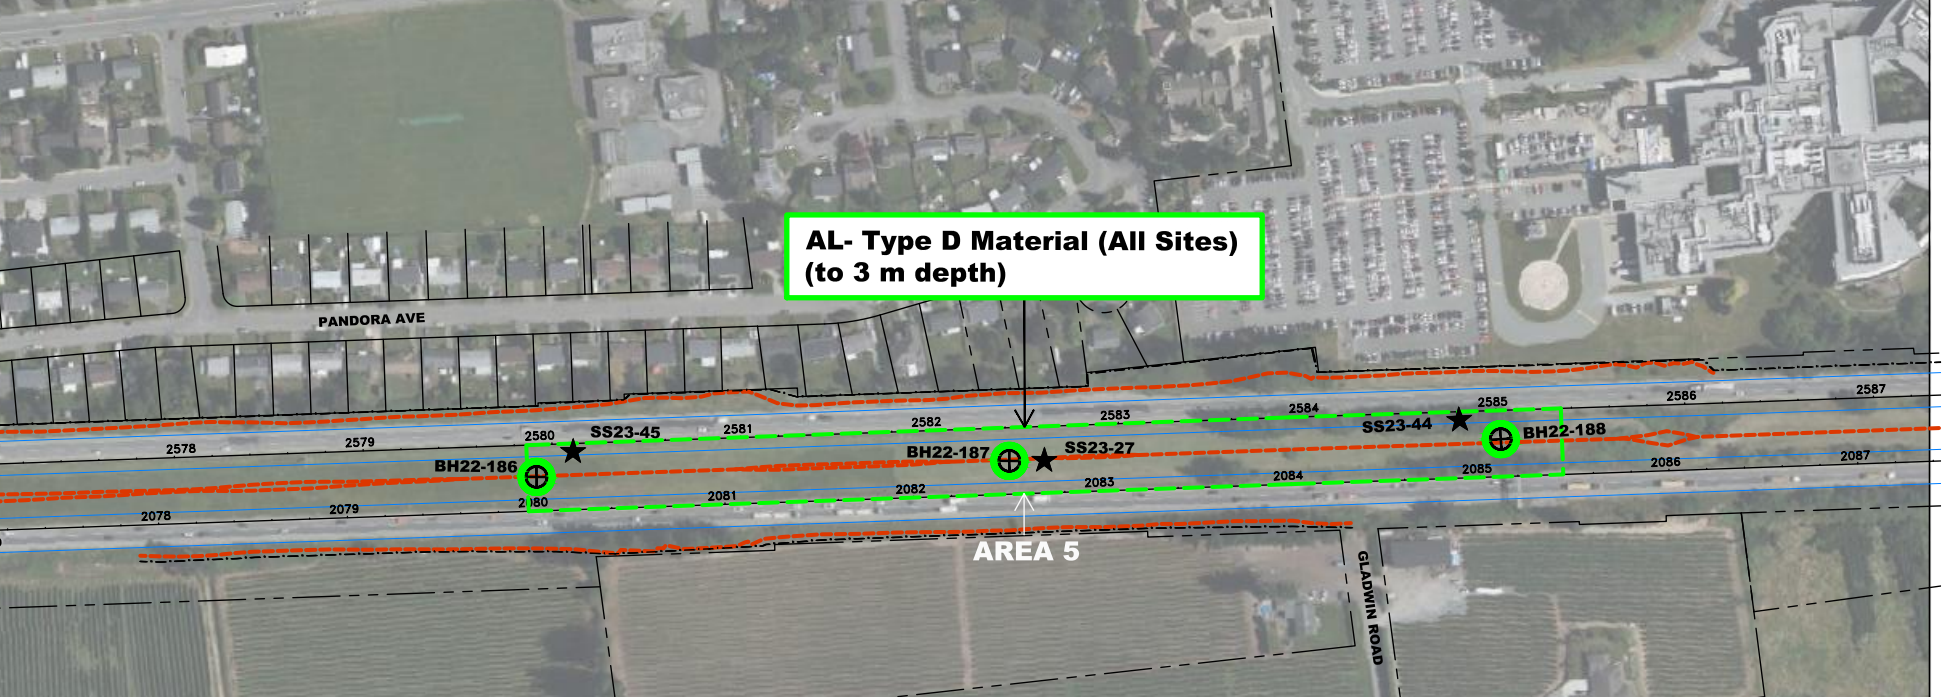 AL- Type D Material (All Sites)
(to 3 m depth)
PANDORA AVE
2578
2579
2580
2581
2582
2583
2584
2585
2586
2587
SS23-45
SS23-44
BH22-188
BH22-186
BH22-187
SS23-27
2078
2079
2080
2081
2082
2083
2084
2085
2086
2087
AREA 5
GLADWIN ROAD